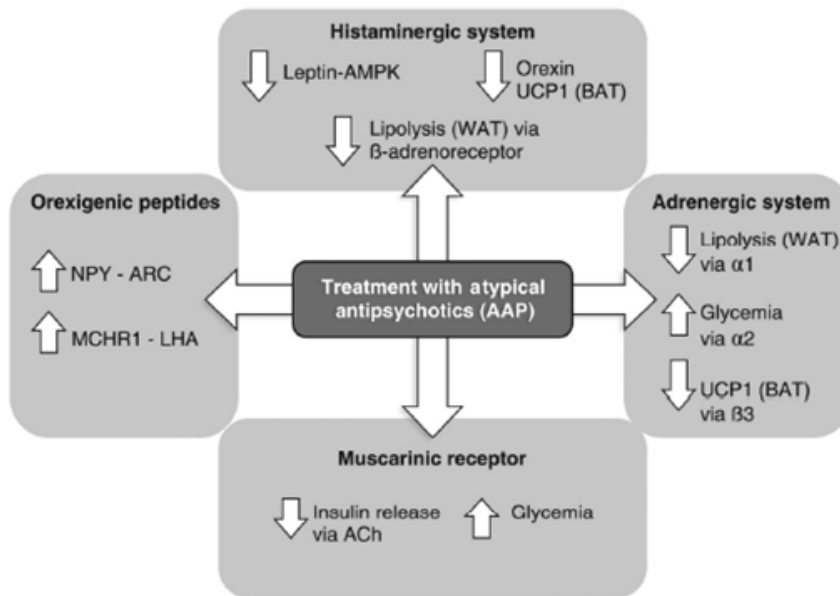 Histaminergic system
Leptin-AMPK
Orexin
UCP1 (BAT)
Lipolysis (WAT) via
ß-adrenoreceptor
Orexigenic peptides
NPY - ARC
MCHR1 - LHA
Treatment with atypical
antipsychotics (AAP)
Adrenergic system
Lipolysis (WAT)
via α1
Glycemia
via α2
UCP1 (BAT)
via ß3
Muscarinic receptor
Insulin release
via ACh
Glycemia